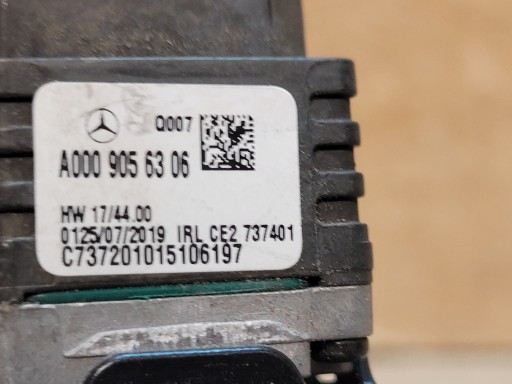 Q007
A000 905 63 06
HW 17/44.00
0125/07/2019 IRL CE2 737401
C737201015106197